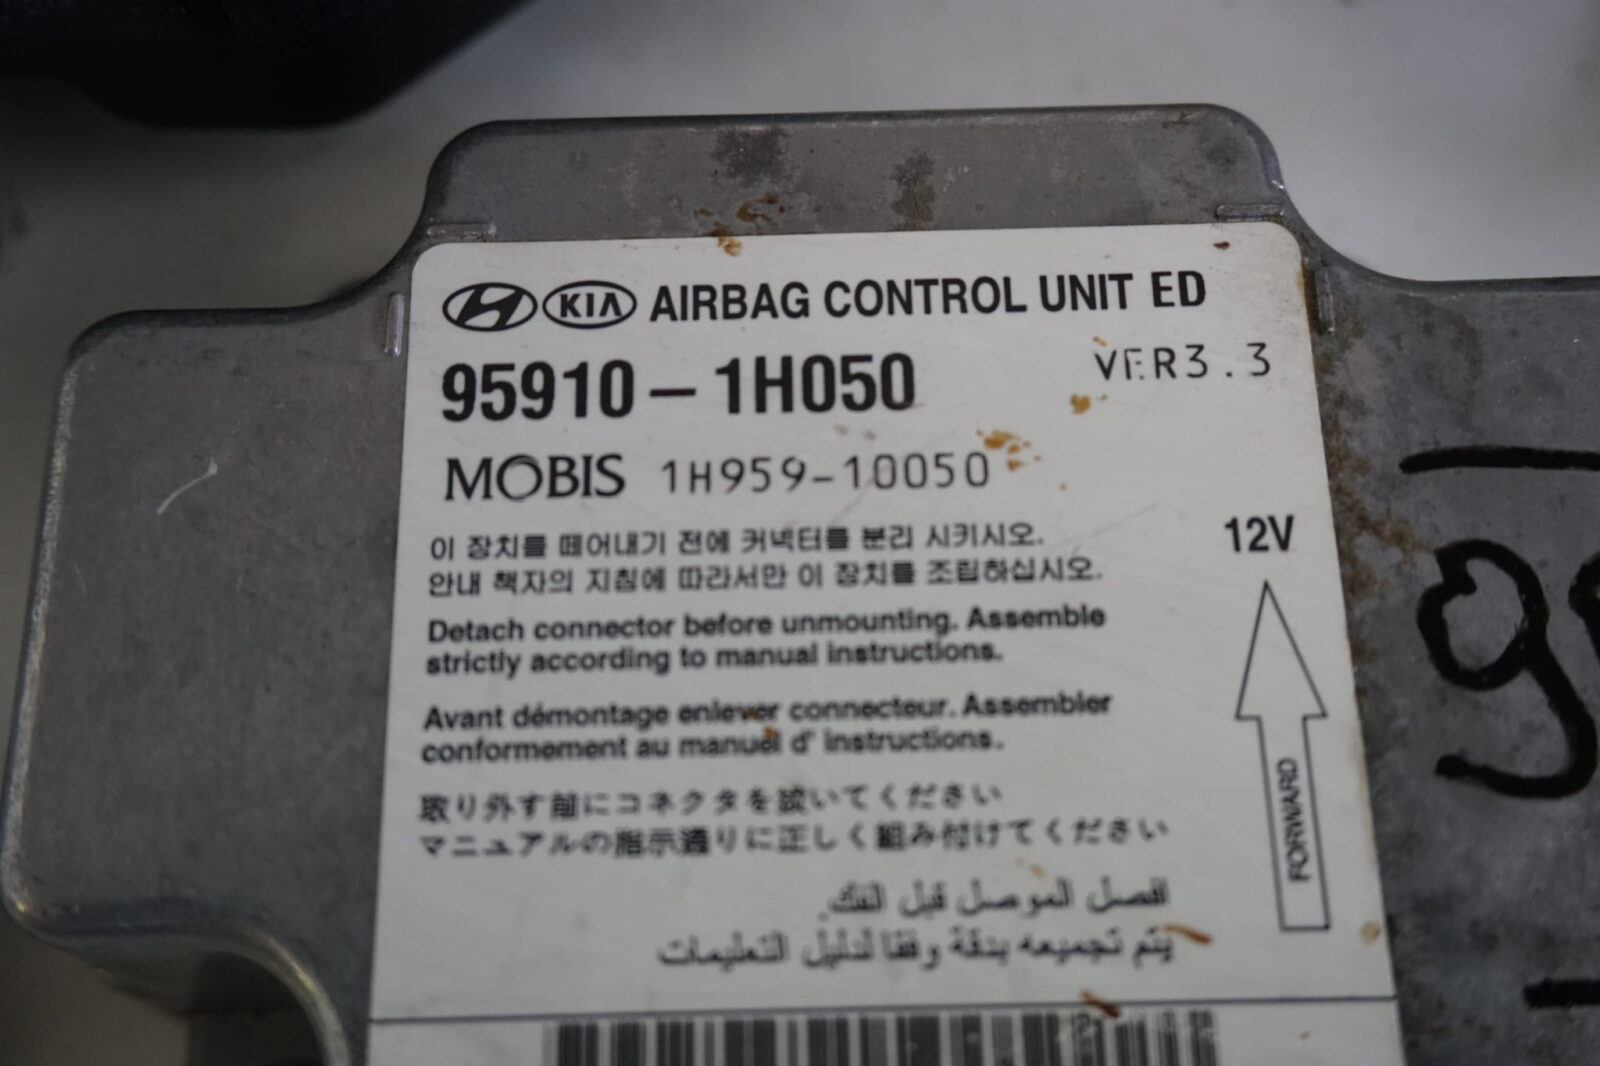 KIA AIRBAG CONTROL UNIT ED
95910-1H050 VER3.3
MOBIS 1H959-10050
12V
이 장치를 떼어내기 전에 커넥터를 분리 시키시오.
안내 책자의 지침에 따라서만 이 장치를 조립하십시오.
Detach connector before unmounting. Assemble
strictly according to manual instructions.
Avant démontage enlever connecteur. Assembler
conformement au manuel d' instructions.
取り外す前にコネクタを抜いてください
マニュアルの指示通りに正しく組み付けてください
افصل الموصل قبل الفك.
يتم تجميعه بدقة وفقا لدليل التعليمات
FORWARD